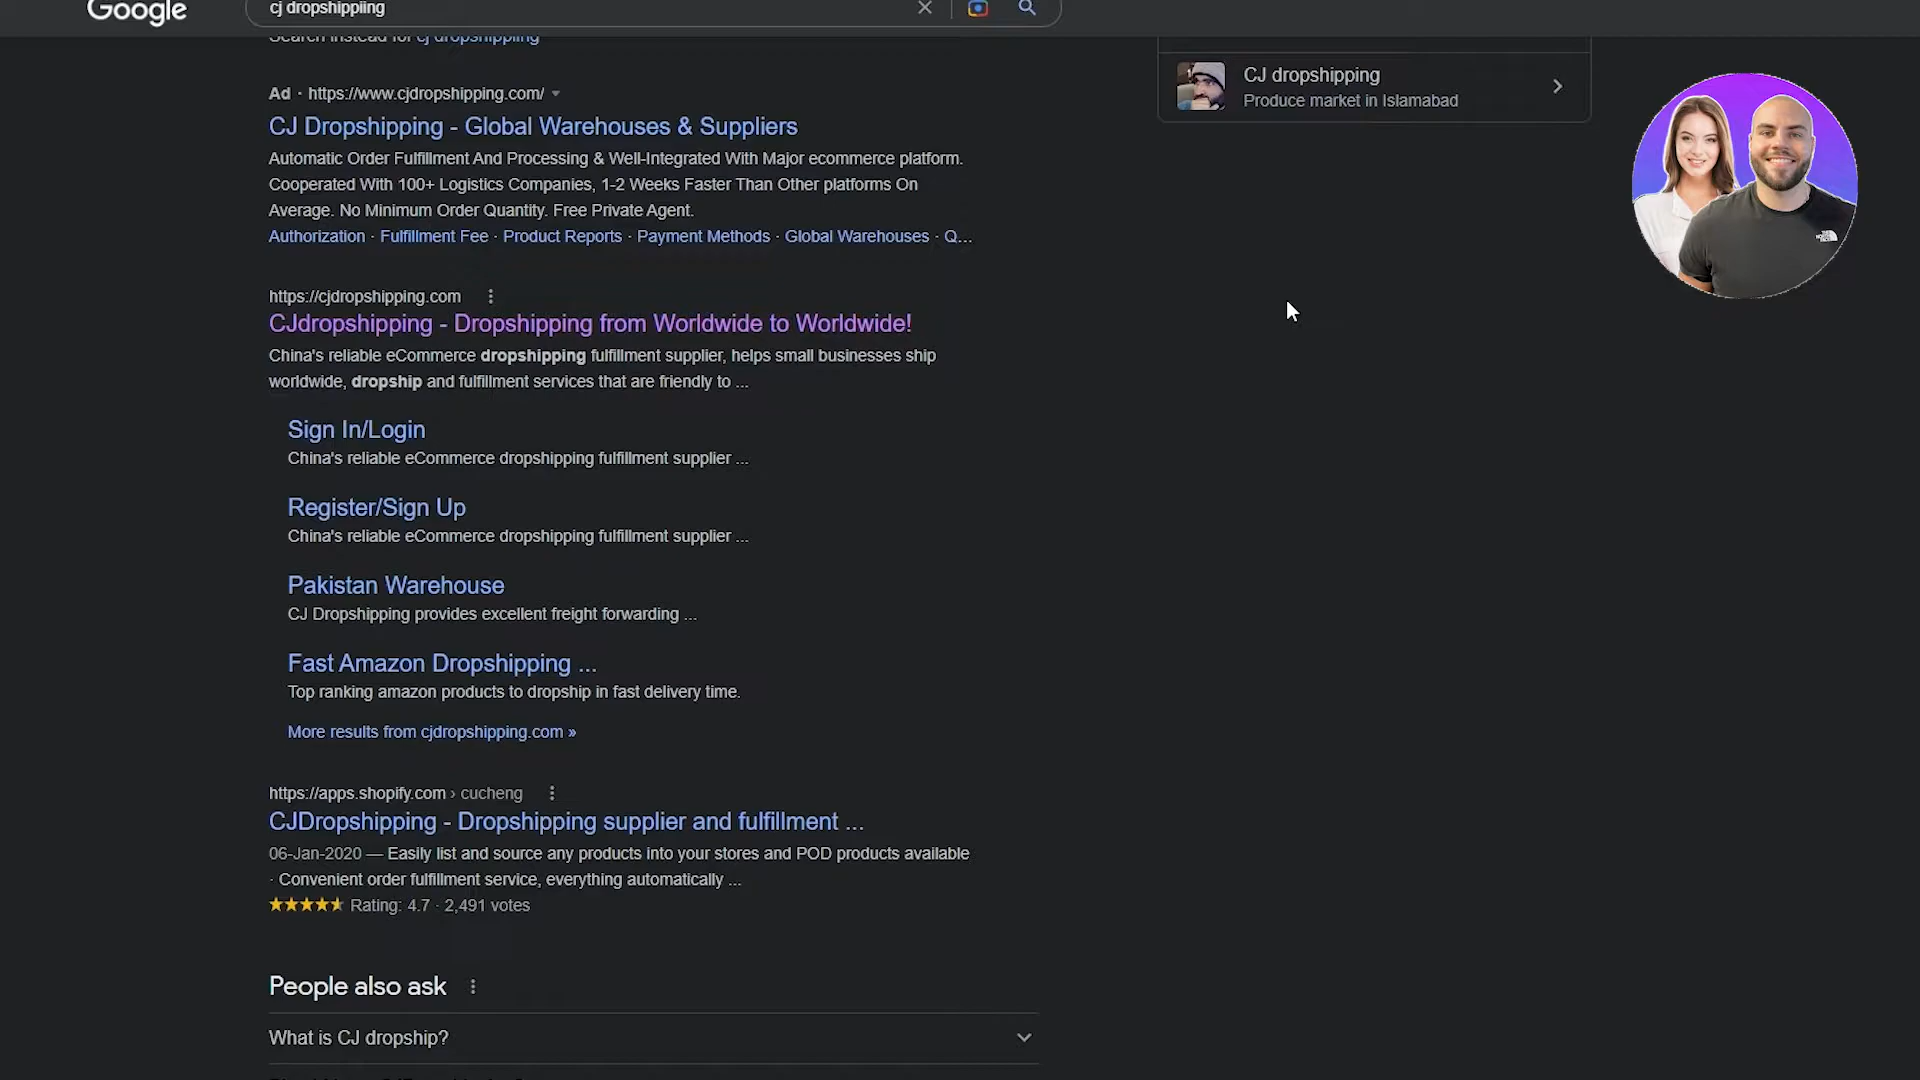 Google
cj dropshippiing
Search instead for cj dropshippiing
Ad · https://www.cjdropshipping.com/
CJ Dropshipping - Global Warehouses & Suppliers
Automatic Order Fulfillment And Processing & Well-Integrated With Major ecommerce platform.
Cooperated With 100+ Logistics Companies, 1-2 Weeks Faster Than Other platforms On
Average. No Minimum Order Quantity. Free Private Agent.
Authorization · Fulfillment Fee · Product Reports · Payment Methods · Global Warehouses · Q...
https://cjdropshipping.com
CJdropshipping - Dropshipping from Worldwide to Worldwide!
China's reliable eCommerce dropshipping fulfillment supplier, helps small businesses ship
worldwide, dropship and fulfillment services that are friendly to ...
Sign In/Login
China's reliable eCommerce dropshipping fulfillment supplier ...
Register/Sign Up
China's reliable eCommerce dropshipping fulfillment supplier ...
Pakistan Warehouse
CJ Dropshipping provides excellent freight forwarding ...
Fast Amazon Dropshipping ...
Top ranking amazon products to dropship in fast delivery time.
More results from cjdropshipping.com »
https://apps.shopify.com › cucheng
CJDropshipping - Dropshipping supplier and fulfillment ...
06-Jan-2020 — Easily list and source any products into your stores and POD products available
· Convenient order fulfillment service, everything automatically ...
Rating: 4.7 · 2,491 votes
People also ask
What is CJ dropship?
CJ dropshipping
Produce market in Islamabad